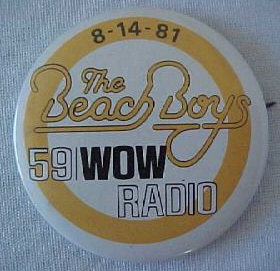 8-14-81
The
Beach Boys
59 WOW
RADIO